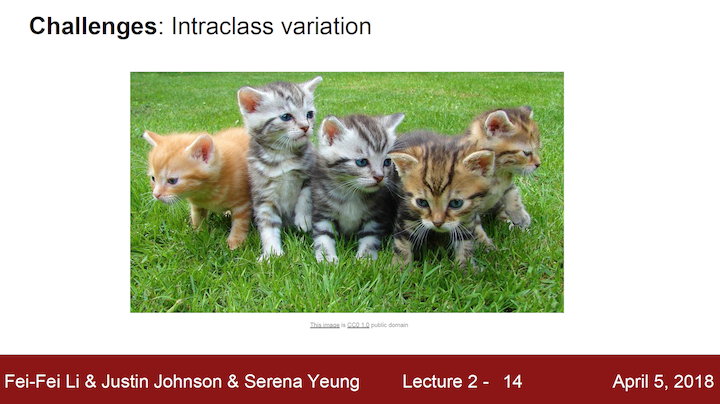 Challenges: Intraclass variation
This image is CC0 1.0 public domain
Fei-Fei Li & Justin Johnson & Serena Yeung Lecture 2 - 14 April 5, 2018